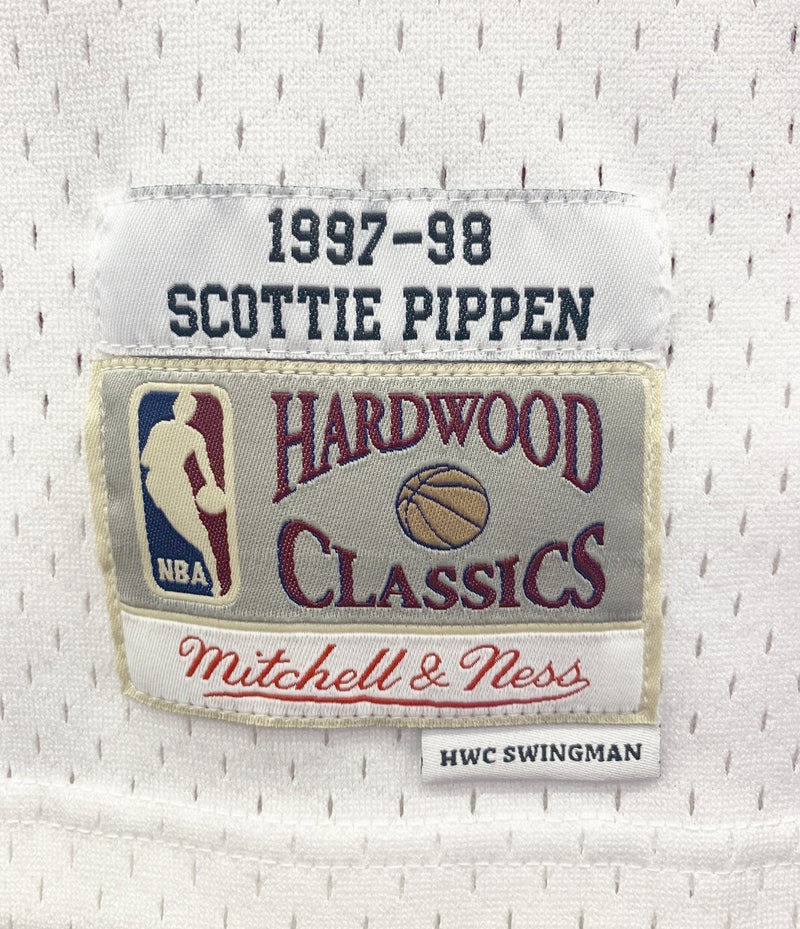 1997-98
SCOTTIE PIPPEN
HARDWOOD
CLASSICS
NBA
Mitchell & Ness
HWC SWINGMAN